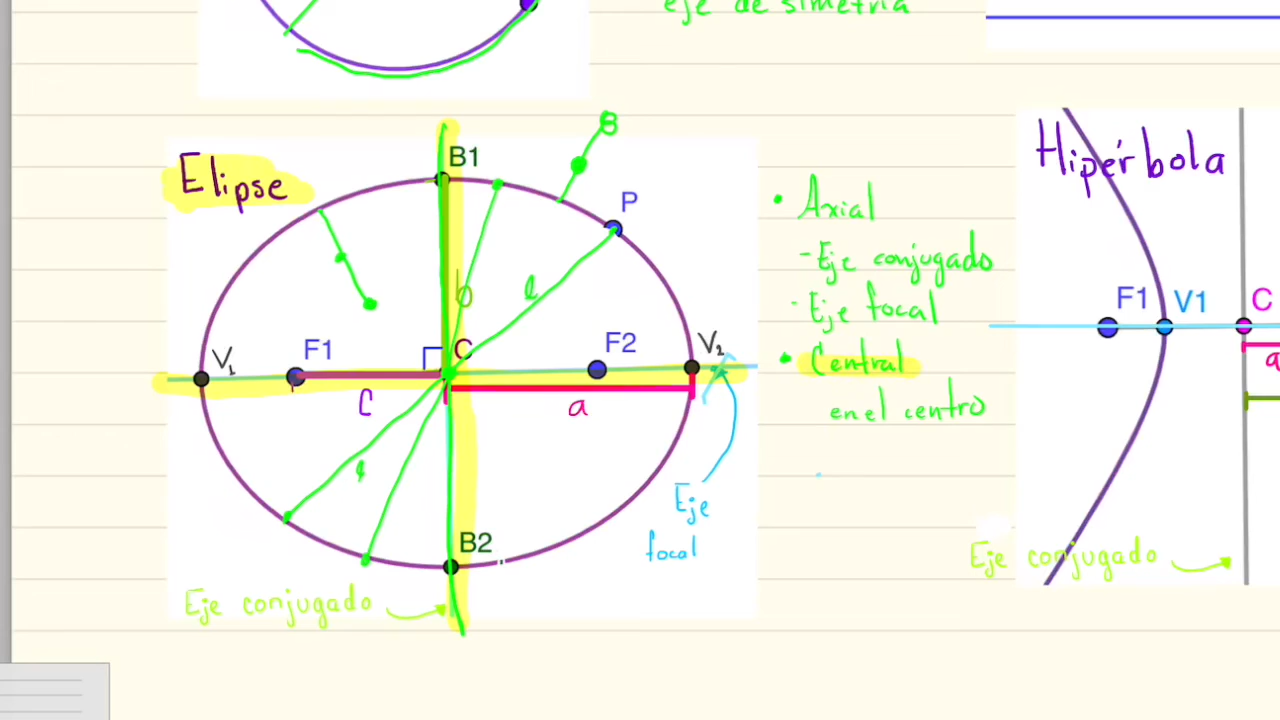 eje de simetría
Elipse
B1
B
P
b
l
V₁
F1
C
F2
V₂
C
a
l
B2
Eje
focal
Eje conjugado
• Axial
- Eje conjugado
- Eje focal
• Central
en el centro
Hipérbola
F1
V1
C
a
Eje conjugado